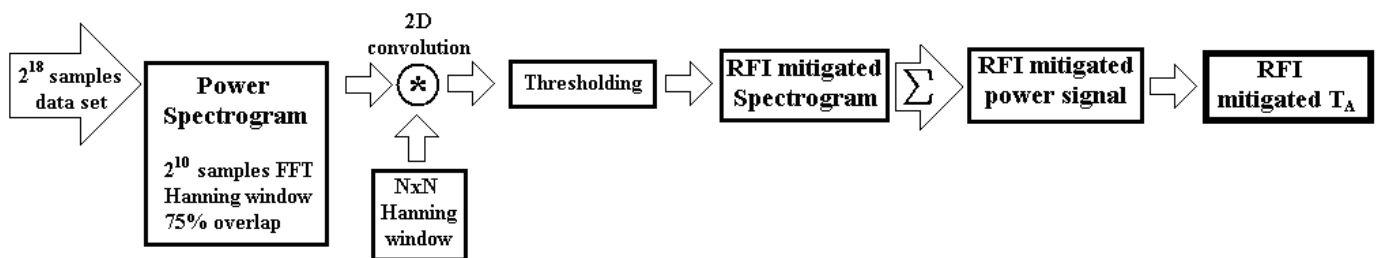 2^18 samples
data set
Power
Spectrogram
2^10 samples FFT
Hanning window
75% overlap
2D
convolution
*
NxN
Hanning
window
Thresholding
RFI mitigated
Spectrogram
Σ
RFI mitigated
power signal
RFI
mitigated T_A